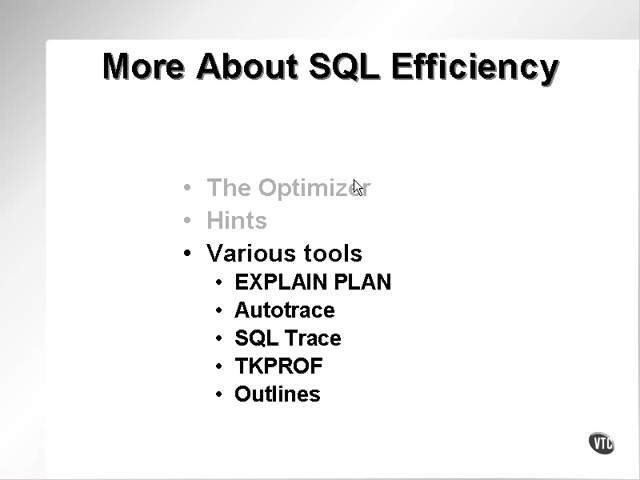 More About SQL Efficiency
• The Optimizer
• Hints
• Various tools
• EXPLAIN PLAN
• Autotrace
• SQL Trace
• TKPROF
• Outlines
VTC